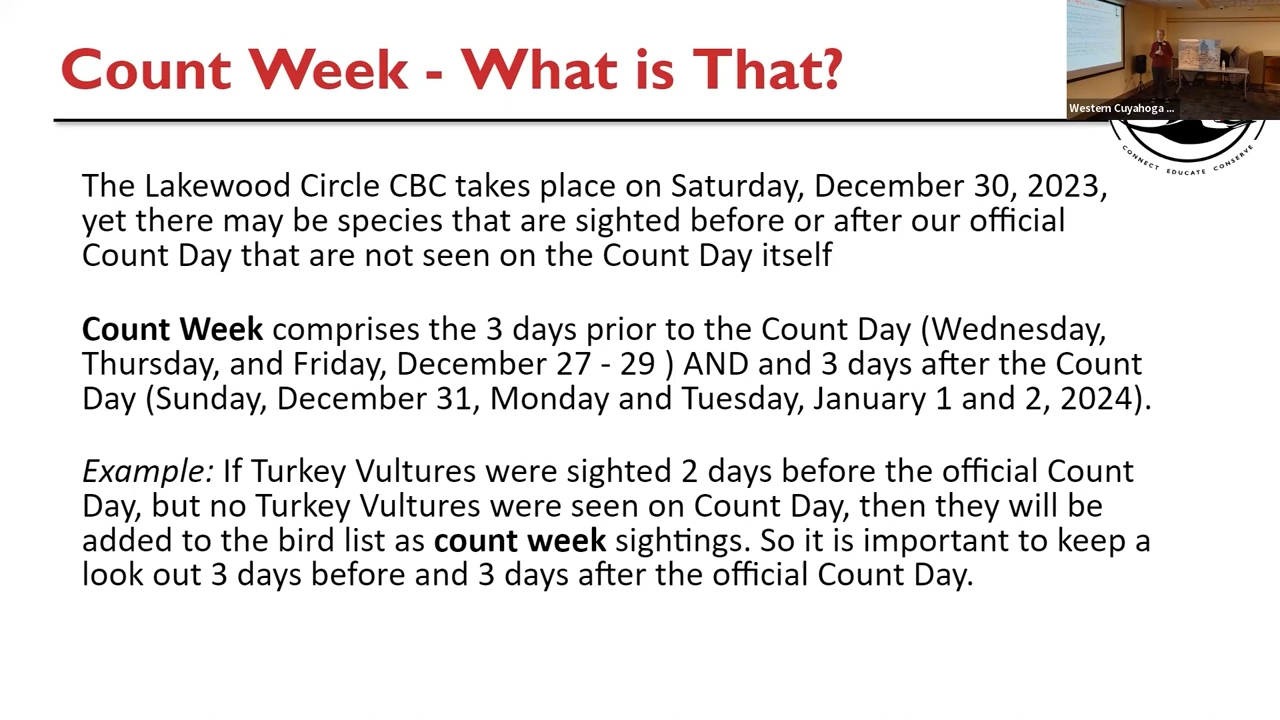 Count Week - What is That?
Western Cuyahoga ...
CONNECT EDUCATE CONSERVE
The Lakewood Circle CBC takes place on Saturday, December 30, 2023,
yet there may be species that are sighted before or after our official
Count Day that are not seen on the Count Day itself
Count Week comprises the 3 days prior to the Count Day (Wednesday,
Thursday, and Friday, December 27 - 29 ) AND and 3 days after the Count
Day (Sunday, December 31, Monday and Tuesday, January 1 and 2, 2024).
Example: If Turkey Vultures were sighted 2 days before the official Count
Day, but no Turkey Vultures were seen on Count Day, then they will be
added to the bird list as count week sightings. So it is important to keep a
look out 3 days before and 3 days after the official Count Day.